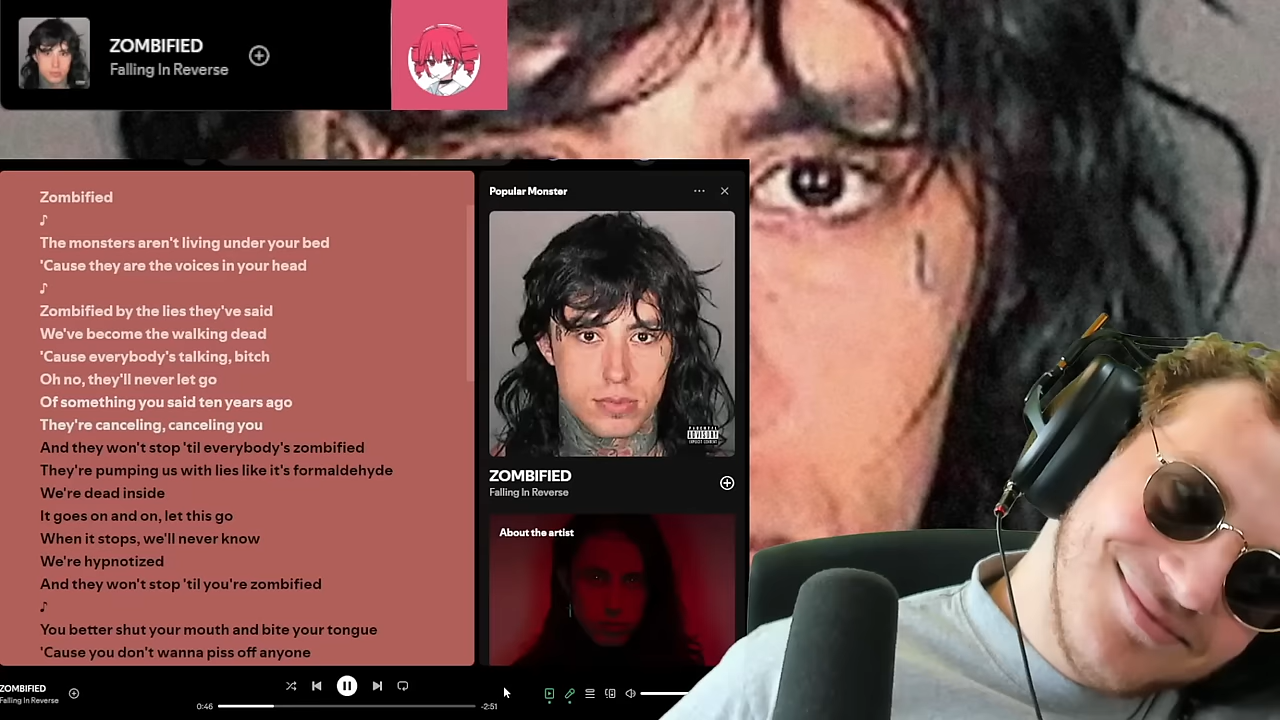 ZOMBIFIED
Falling In Reverse
Zombified
♪
The monsters aren't living under your bed
'Cause they are the voices in your head
♪
Zombified by the lies they've said
We've become the walking dead
'Cause everybody's talking, bitch
Oh no, they'll never let go
Of something you said ten years ago
They're canceling, canceling you
And they won't stop 'til everybody's zombified
They're pumping us with lies like it's formaldehyde
We're dead inside
It goes on and on, let this go
When it stops, we'll never know
We're hypnotized
And they won't stop 'til you're zombified
♪
You better shut your mouth and bite your tongue
'Cause you don't wanna piss off anyone
Popular Monster
PARENTAL
ADVISORY
EXPLICIT CONTENT
ZOMBIFIED
Falling In Reverse
About the artist
ZOMBIFIED
Falling In Reverse
0:46
-2:51